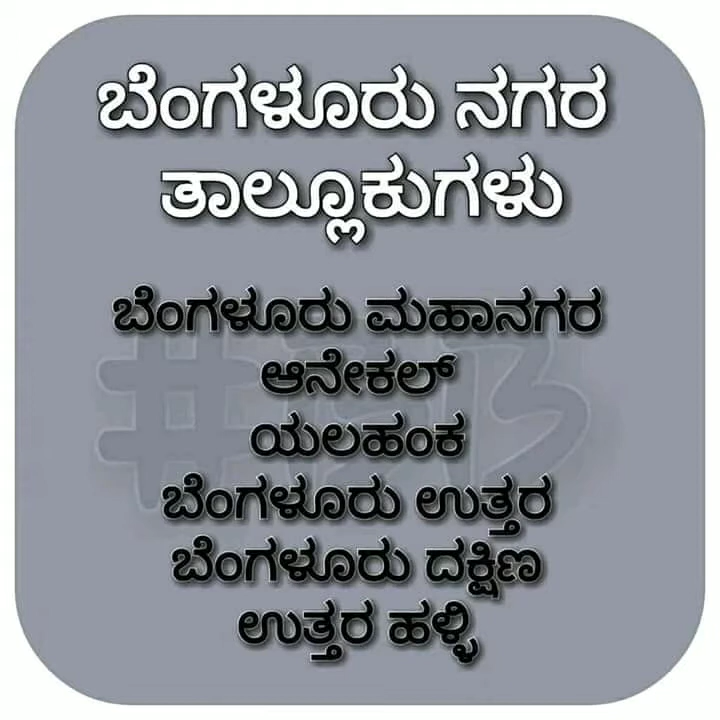 ಬೆಂಗಳೂರು ನಗರ
ತಾಲ್ಲೂಕುಗಳು
ಬೆಂಗಳೂರು ಮಹಾನಗರ
ಆನೇಕಲ್
ಯಲಹಂಕ
ಬೆಂಗಳೂರು ಉತ್ತರ
ಬೆಂಗಳೂರು ದಕ್ಷಿಣ
ಉತ್ತರ ಹಳ್ಳಿ